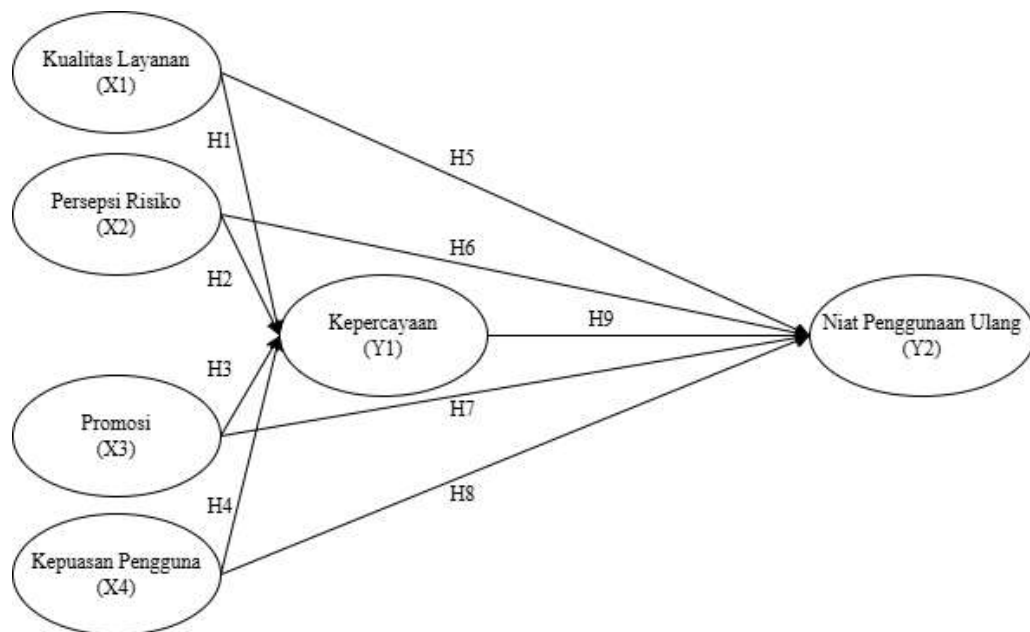 Kualitas Layanan
(X1)
H1
H5
Persepsi Risiko
(X2)
H6
H2
Kepercayaan
(Y1)
H9
Niat Penggunaan Ulang
(Y2)
H3
Promosi
(X3)
H7
H4
H8
Kepuasan Pengguna
(X4)